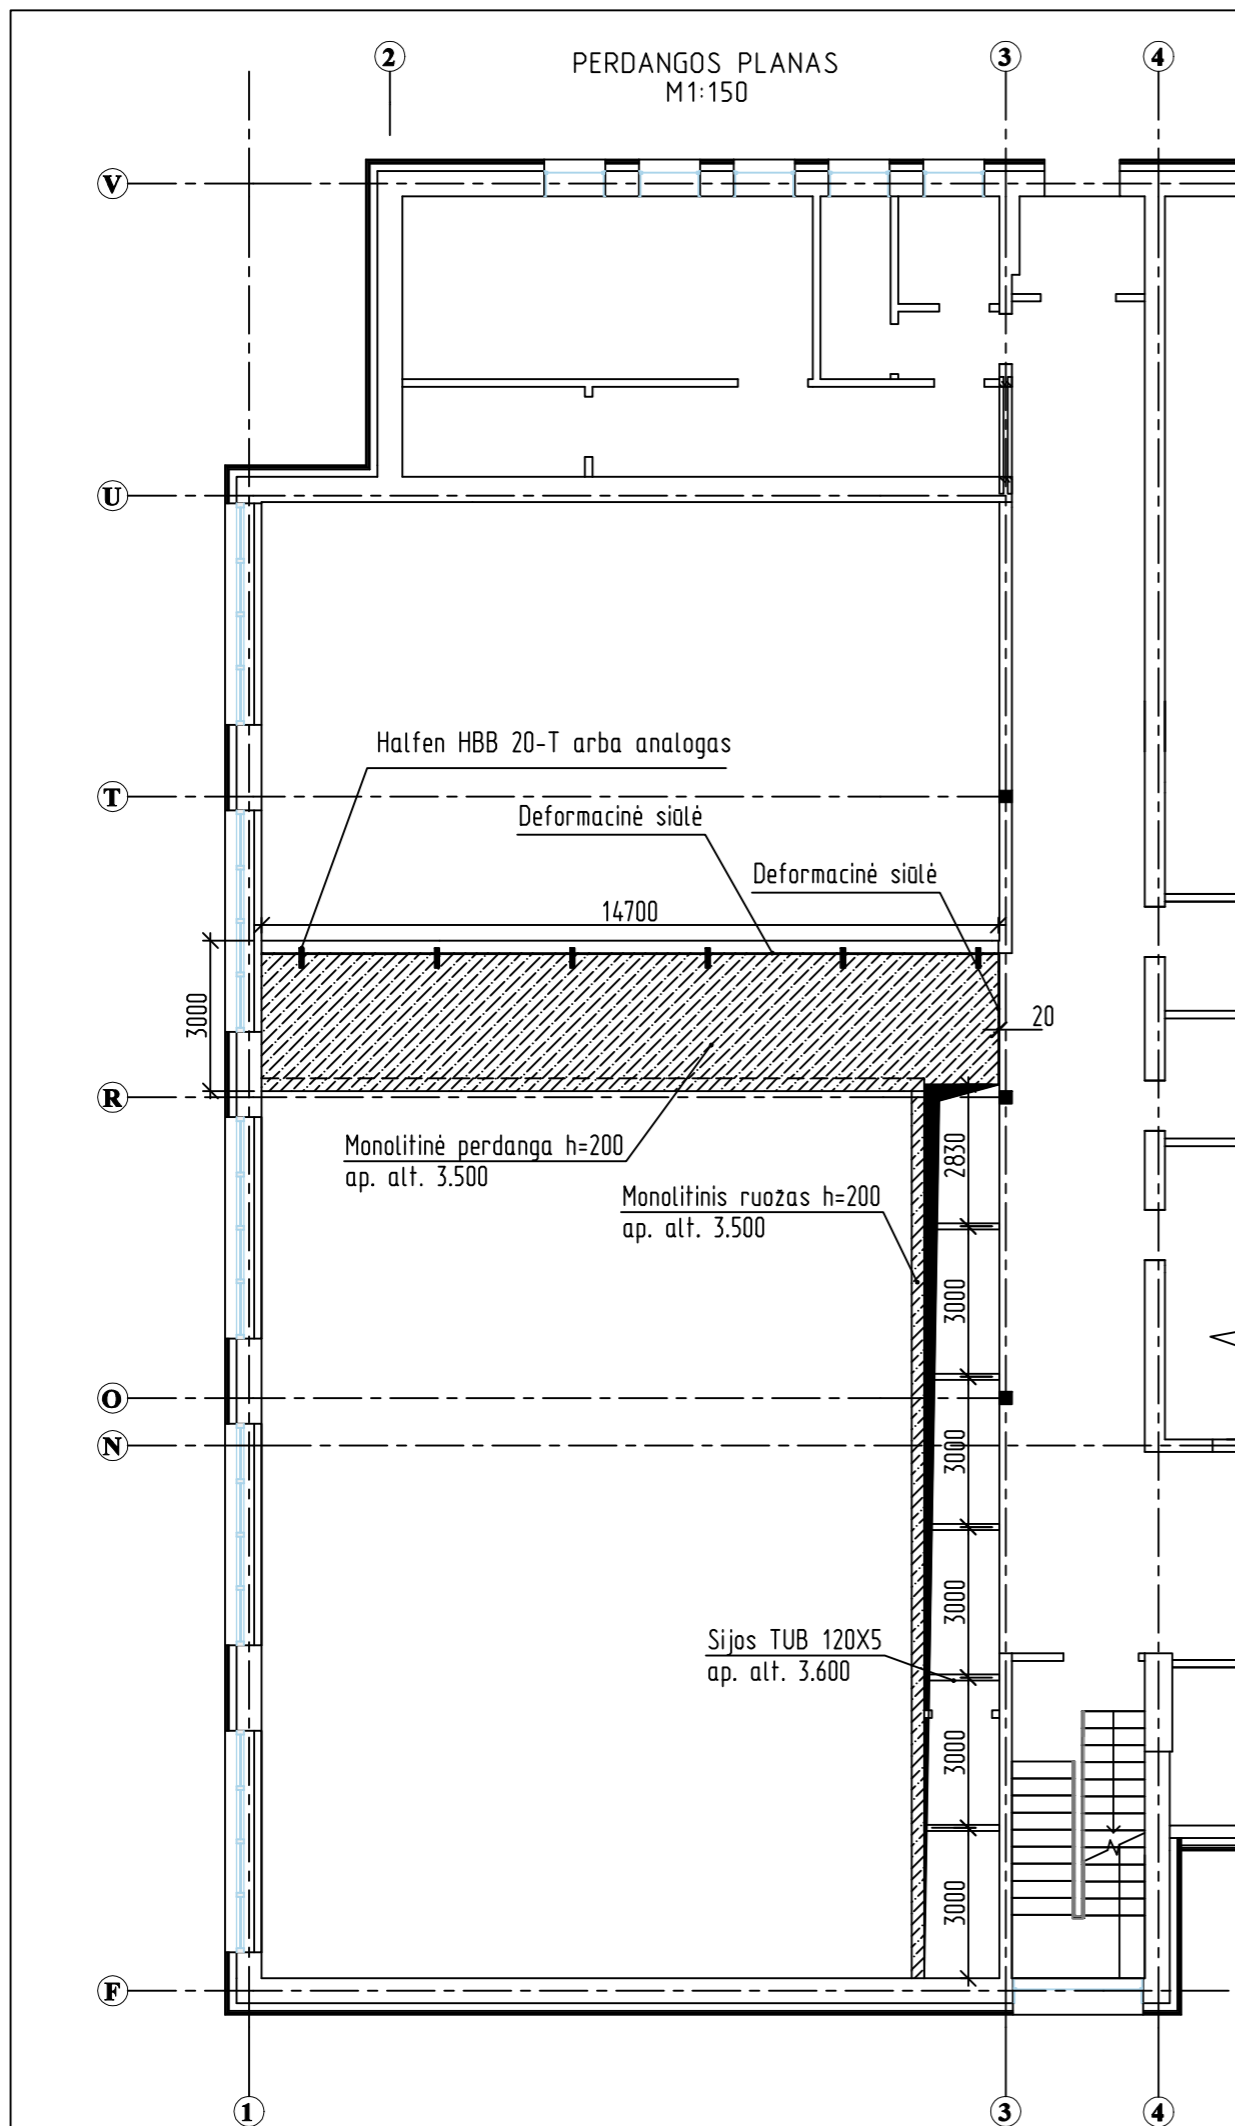 PERDANGOS PLANAS
M1:150
2
3
4
V
U
Halfen HBB 20-T arba analogas
T
Deformacinė siūlė
Deformacinė siūlė
14700
3000
20
R
Monolitinė perdanga h=200
ap. alt. 3.500
2830
Monolitinis ruožas h=200
ap. alt. 3.500
3000
O
N
3000
3000
Sijos TUB 120X5
ap. alt. 3.600
3000
3000
F
1
3
4